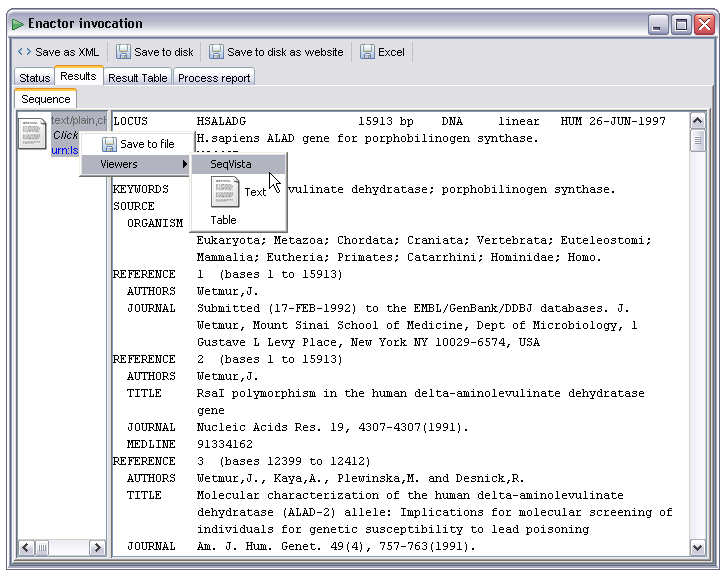 Enactor invocation
<> Save as XML Save to disk Save to disk as website Excel
Status Results Result Table Process report
Sequence
text/plain,ch
Click
urn:ls
Save to file
Viewers
SeqVista
Text
Table
LOCUS HSALADG 15913 bp DNA linear HUM 26-JUN-1997
H.sapiens ALAD gene for porphobilinogen synthase.
KEYWORDS vulinate dehydratase; porphobilinogen synthase.
SOURCE
ORGANISM
Eukaryota; Metazoa; Chordata; Craniata; Vertebrata; Euteleostomi;
Mammalia; Eutheria; Primates; Catarrhini; Hominidae; Homo.
REFERENCE 1 (bases 1 to 15913)
AUTHORS Wetmur,J.
JOURNAL Submitted (17-FEB-1992) to the EMBL/GenBank/DDBJ databases. J.
Wetmur, Mount Sinai School of Medicine, Dept of Microbiology, 1
Gustave L Levy Place, New York NY 10029-6574, USA
REFERENCE 2 (bases 1 to 15913)
AUTHORS Wetmur,J.
TITLE RsaI polymorphism in the human delta-aminolevulinate dehydratase
gene
JOURNAL Nucleic Acids Res. 19, 4307-4307(1991).
MEDLINE 91334162
REFERENCE 3 (bases 12399 to 12412)
AUTHORS Wetmur,J., Kaya,A., Plewinska,M. and Desnick,R.
TITLE Molecular characterization of the human delta-aminolevulinate
dehydratase (ALAD-2) allele: Implications for molecular screening of
individuals for genetic susceptibility to lead poisoning
JOURNAL Am. J. Hum. Genet. 49(4), 757-763(1991).